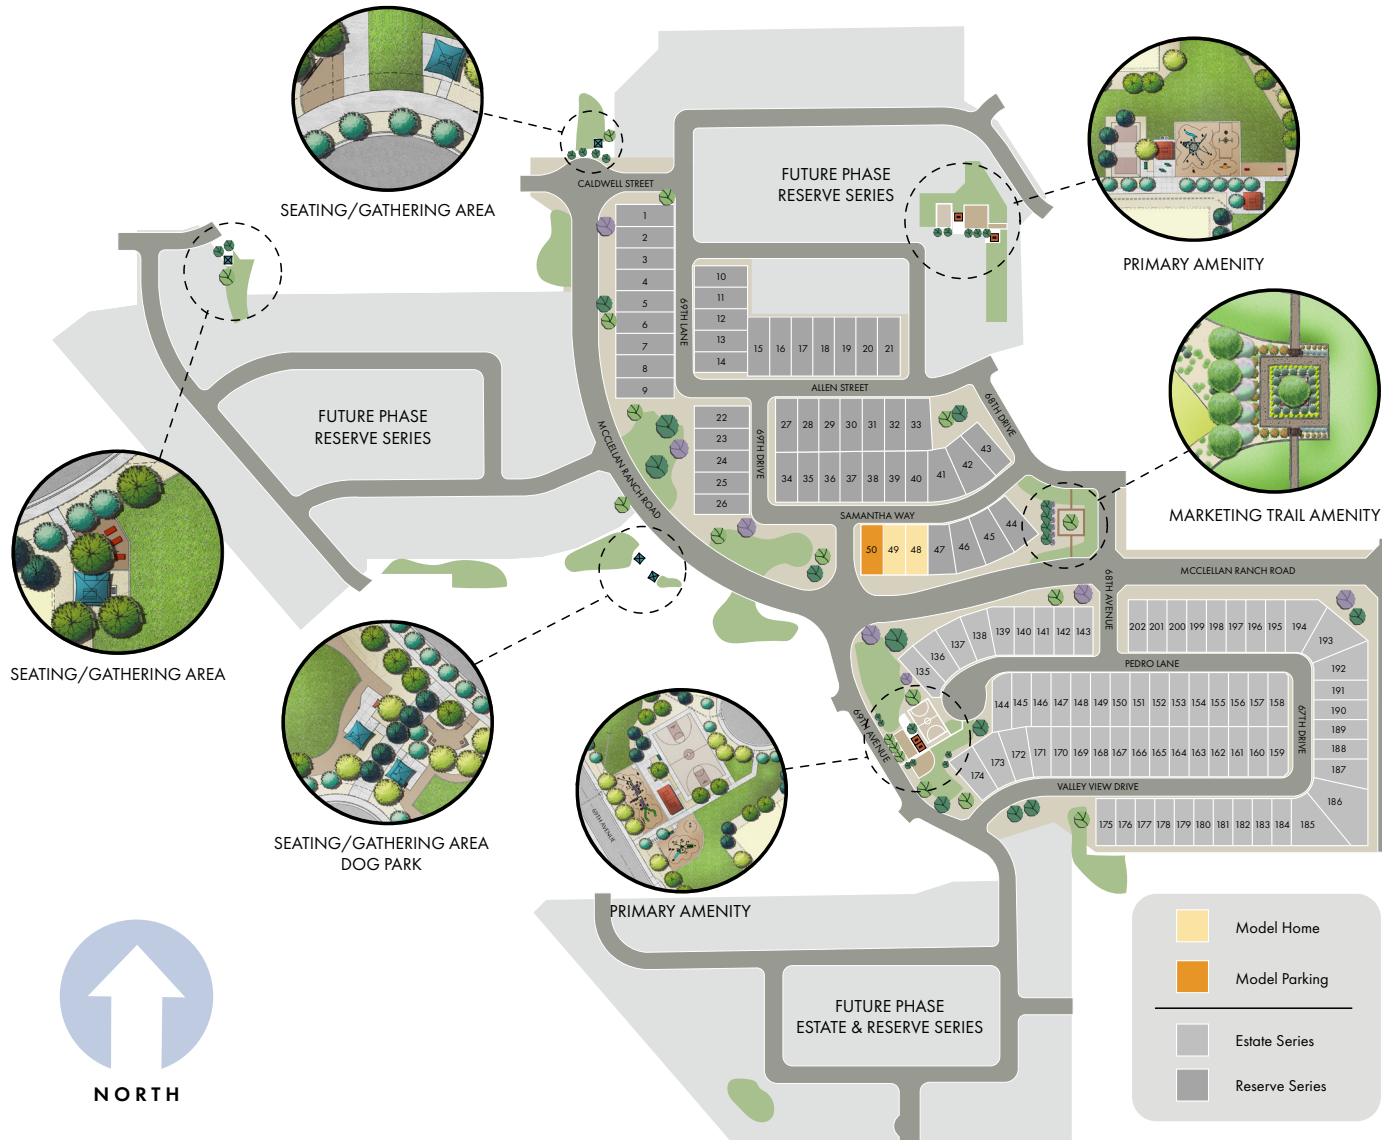 SEATING/GATHERING AREA
CALDWELL STREET
FUTURE PHASE
RESERVE SERIES
PRIMARY AMENITY
1
2
3
4
5
6
7
8
9
69TH LANE
10
11
12
13
14
15 16 17 18 19 20 21
ALLEN STREET
68TH DRIVE
FUTURE PHASE
RESERVE SERIES
MCCLELLAN RANCH ROAD
22
23
24
25
26
69TH DRIVE
27 28 29 30 31 32 33
34 35 36 37 38 39 40 41 42 43
SAMANTHA WAY
50 49 48 47 46 45 44
MARKETING TRAIL AMENITY
MCCLELLAN RANCH ROAD
68TH AVENUE
SEATING/GATHERING AREA
135 136 137 138 139 140 141 142 143
202 201 200 199 198 197 196 195 194 193
192
191
190
189
188
187
186
PEDRO LANE
144 145 146 147 148 149 150 151 152 153 154 155 156 157 158
174 173 172 171 170 169 168 167 166 165 164 163 162 161 160 159
67TH DRIVE
69TH AVENUE
VALLEY VIEW DRIVE
175 176 177 178 179 180 181 182 183 184 185
69TH AVENUE
SEATING/GATHERING AREA
DOG PARK
PRIMARY AMENITY
FUTURE PHASE
ESTATE & RESERVE SERIES
NORTH
Model Home
Model Parking
Estate Series
Reserve Series